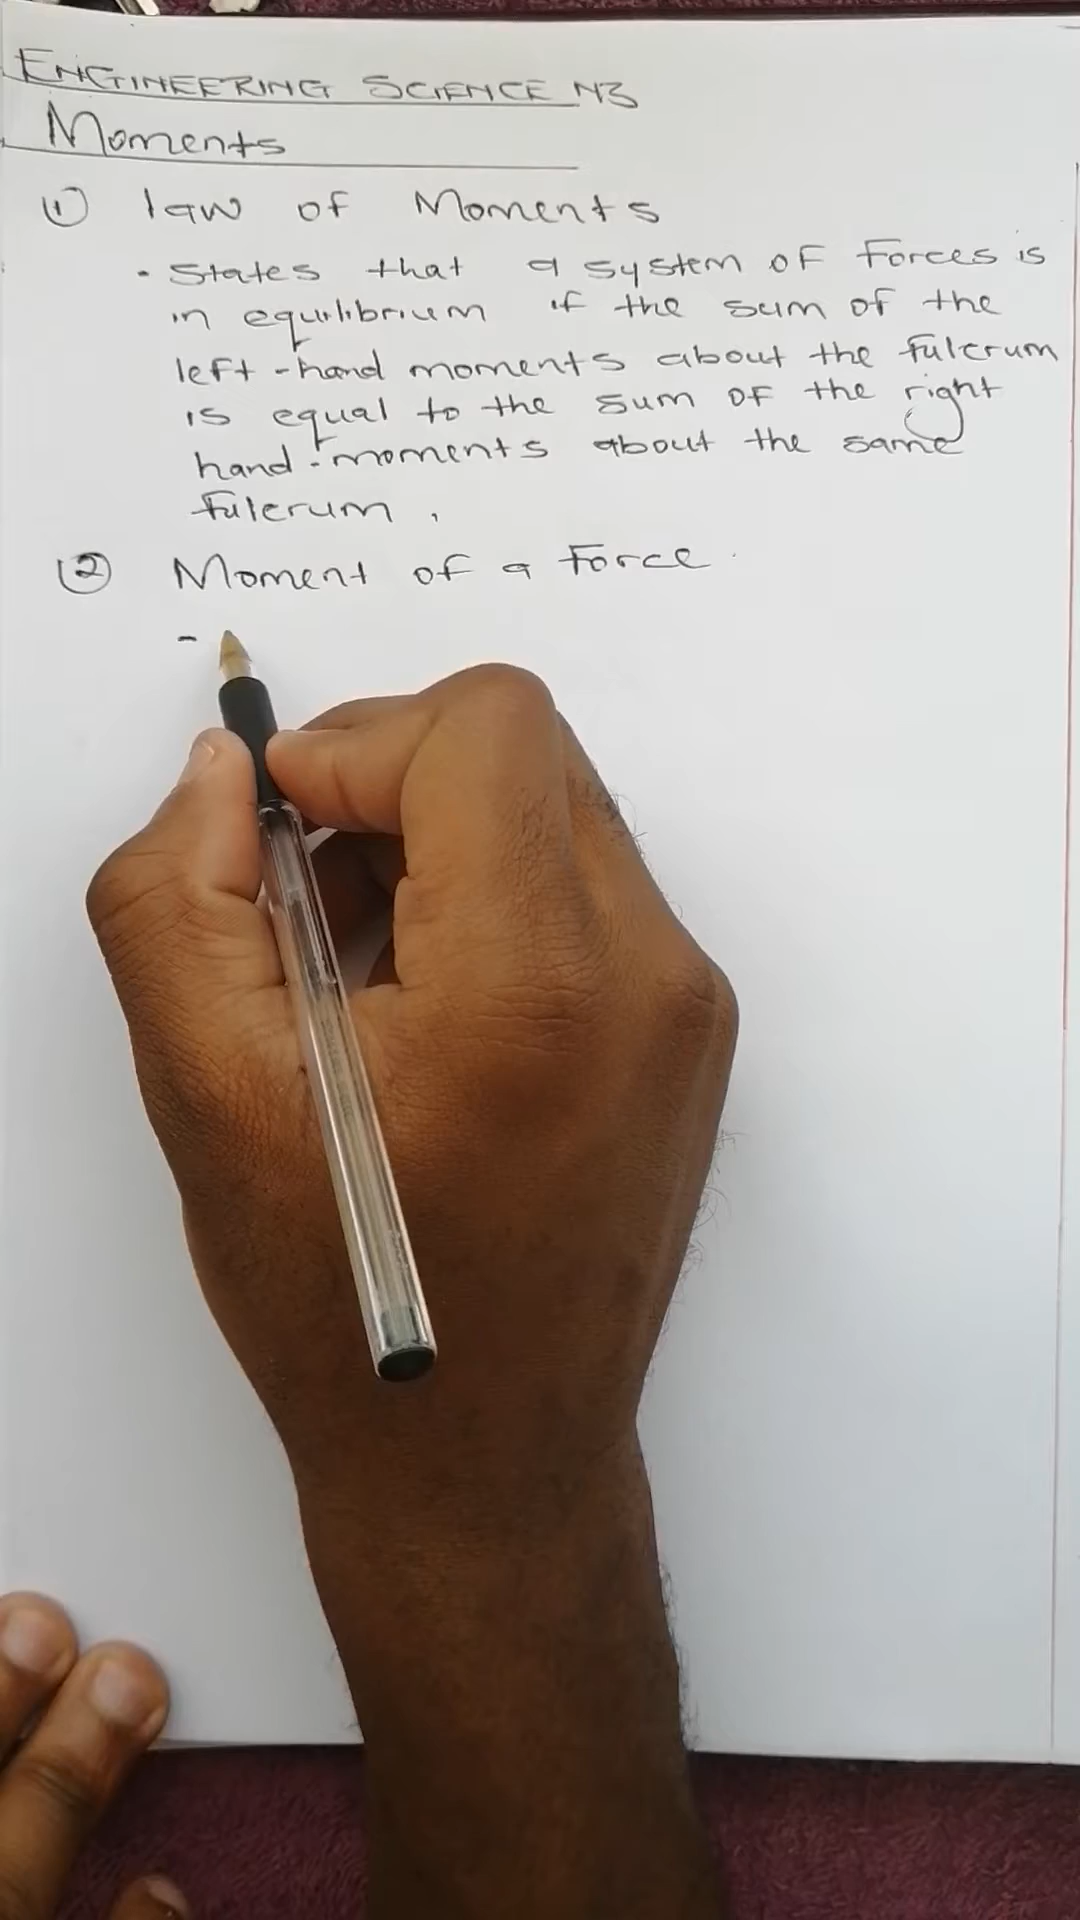 ENGINEERING SCIENCE N3
Moments
① law of Moments
• States that a system of Forces is
in equilibrium if the sum of the
left-hand moments about the fulcrum
is equal to the sum of the right
hand-moments about the same
fulcrum.
② Moment of a Force.
-